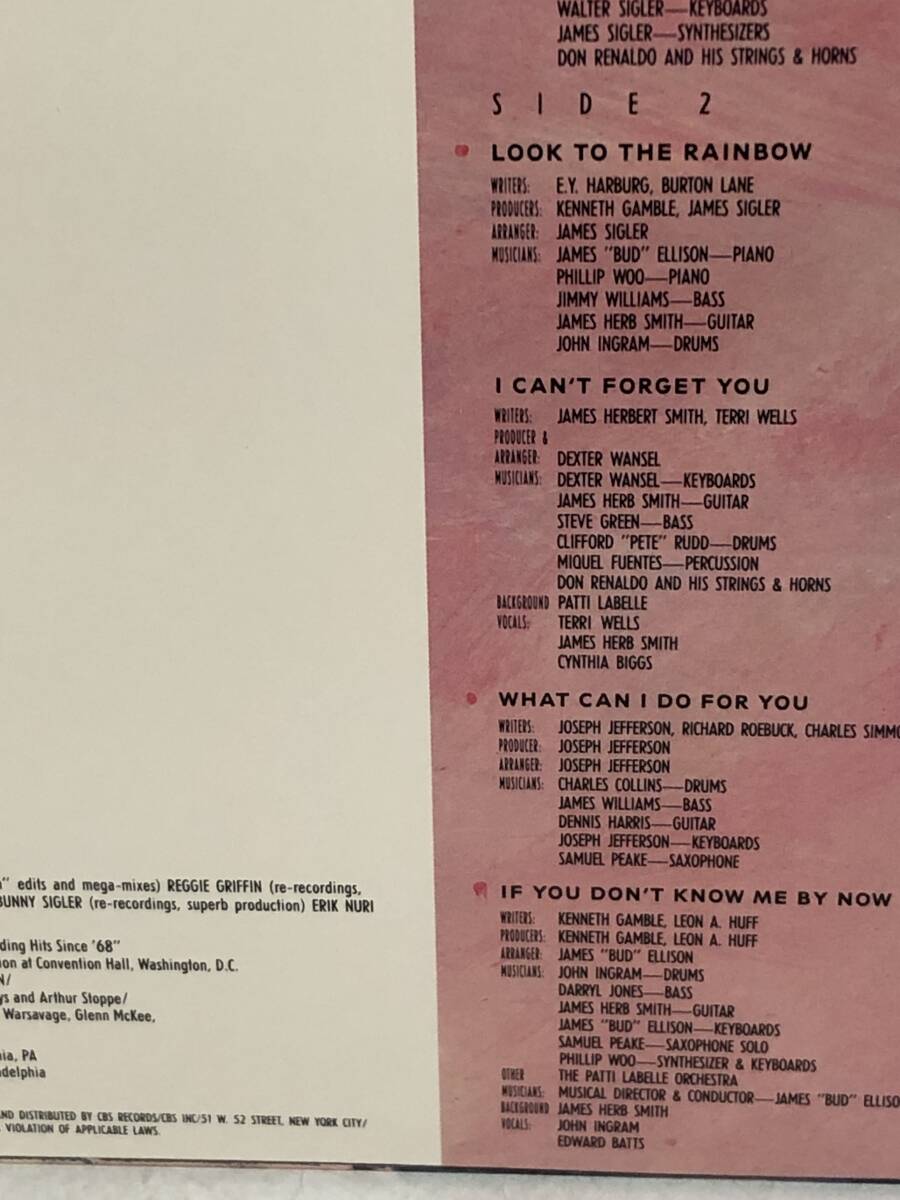 WALTER SIGLER—KEYBOARDS
JAMES SIGLER—SYNTHESIZERS
DON RENALDO AND HIS STRINGS & HORNS
SIDE 2
LOOK TO THE RAINBOW
WRITERS: E.Y. HARBURG, BURTON LANE
PRODUCERS: KENNETH GAMBLE, JAMES SIGLER
ARRANGER: JAMES SIGLER
MUSICIANS: JAMES "BUD" ELLISON—PIANO
PHILLIP WOO—PIANO
JIMMY WILLIAMS—BASS
JAMES HERB SMITH—GUITAR
JOHN INGRAM—DRUMS
I CAN'T FORGET YOU
WRITERS: JAMES HERBERT SMITH, TERRI WELLS
PRODUCER &
ARRANGER: DEXTER WANSEL
MUSICIANS: DEXTER WANSEL—KEYBOARDS
JAMES HERB SMITH—GUITAR
STEVE GREEN—BASS
CLIFFORD "PETE" RUDD—DRUMS
MIQUEL FUENTES—PERCUSSION
DON RENALDO AND HIS STRINGS & HORNS
BACKGROUND PATTI LABELLE
VOCALS: TERRI WELLS
JAMES HERB SMITH
CYNTHIA BIGGS
WHAT CAN I DO FOR YOU
WRITERS: JOSEPH JEFFERSON, RICHARD ROEBUCK, CHARLES SIMMO
PRODUCER: JOSEPH JEFFERSON
ARRANGER: JOSEPH JEFFERSON
MUSICIANS: CHARLES COLLINS—DRUMS
JAMES WILLIAMS—BASS
DENNIS HARRIS—GUITAR
JOSEPH JEFFERSON—KEYBOARDS
SAMUEL PEAKE—SAXOPHONE
IF YOU DON'T KNOW ME BY NOW
WRITERS: KENNETH GAMBLE, LEON A. HUFF
PRODUCERS: KENNETH GAMBLE, LEON A. HUFF
ARRANGER: JAMES "BUD" ELLISON
MUSICIANS: JOHN INGRAM—DRUMS
DARRYL JONES—BASS
JAMES HERB SMITH—GUITAR
JAMES "BUD" ELLISON—KEYBOARDS
SAMUEL PEAKE—SAXOPHONE SOLO
PHILLIP WOO—SYNTHESIZER & KEYBOARDS
OTHER THE PATTI LABELLE ORCHESTRA
MUSICIANS: MUSICAL DIRECTOR & CONDUCTOR—JAMES "BUD" ELLISO
BACKGROUND JAMES HERB SMITH
VOCALS: JOHN INGRAM
EDWARD BATTS
" edits and mega-mixes) REGGIE GRIFFIN (re-recordings,
BUNNY SIGLER (re-recordings, superb production) ERIK NURI
ding Hits Since '68"
on at Convention Hall, Washington, D.C.
N/
ys and Arthur Stoppe/
Warsavage, Glenn McKee,
ia, PA
delphia
ND DISTRIBUTED BY CBS RECORDS/CBS INC/51 W. 52 STREET, NEW YORK CITY/
VIOLATION OF APPLICABLE LAWS.